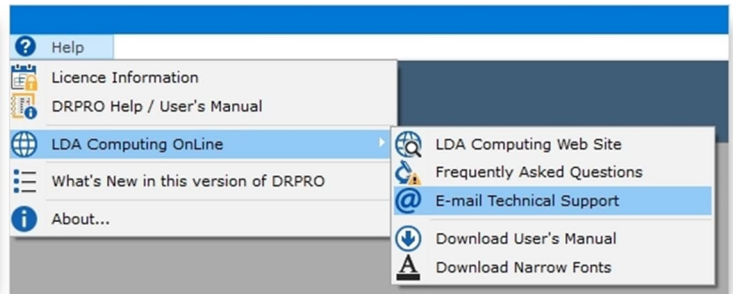 Help
Licence Information
DRPRO Help / User's Manual
LDA Computing OnLine
What's New in this version of DRPRO
About...
LDA Computing Web Site
Frequently Asked Questions
E-mail Technical Support
Download User's Manual
Download Narrow Fonts